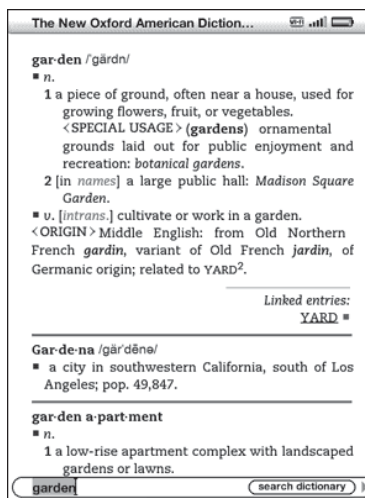 The New Oxford American Diction...
gar·den /ˈgärdn/
■ n.
1 a piece of ground, often near a house, used for
growing flowers, fruit, or vegetables.
<SPECIAL USAGE> (gardens) ornamental
grounds laid out for public enjoyment and
recreation: botanical gardens.
2 [in names] a large public hall: Madison Square
Garden.
■ v. [intrans.] cultivate or work in a garden.
<ORIGIN> Middle English: from Old Northern
French gardin, variant of Old French jardin, of
Germanic origin; related to YARD².
Linked entries:
YARD ■
Gar·de·na /gärˈdēnə/
■ a city in southwestern California, south of Los
Angeles; pop. 49,847.
gar·den a·part·ment
■ n.
1 a low-rise apartment complex with landscaped
gardens or lawns.
garden
search dictionary